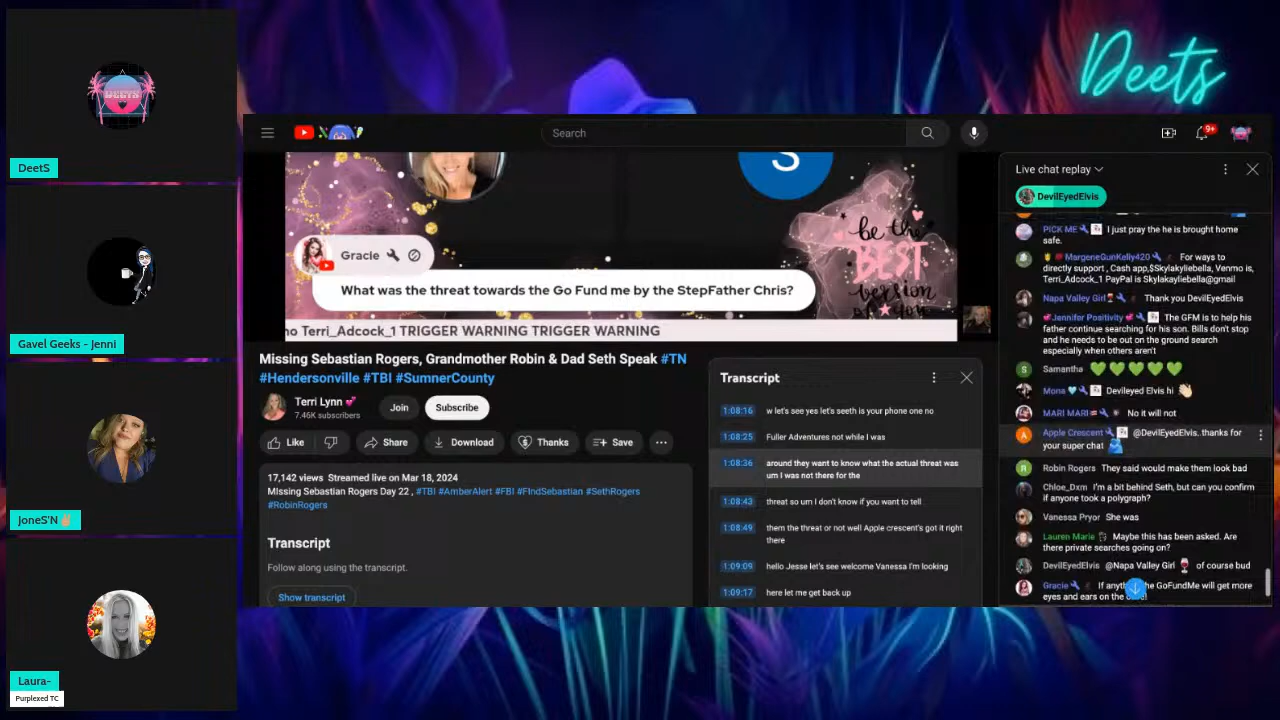 Deets
DEETS
DeetS
Gavel Geeks - Jenni
JoneS'N ✌🏼
Laura-
Purplexed TC
Search
9+
S
Gracie
What was the threat towards the Go Fund me by the StepFather Chris?
be the
BEST
version
of you
no Terri_Adcock_1 TRIGGER WARNING TRIGGER WARNING
Missing Sebastian Rogers, Grandmother Robin & Dad Seth Speak #TN
#Hendersonville #TBI #SumnerCounty
Terri Lynn 💕
7.46K subscribers
Join
Subscribe
Like
Share
Download
Thanks
Save
17,142 views Streamed live on Mar 18, 2024
Missing Sebastian Rogers Day 22 , #TBI #AmberAlert #FBI #FindSebastian #SethRogers
#RobinRogers
Transcript
Follow along using the transcript.
Show transcript
Transcript
1:08:16 w let's see yes let's seeth is your phone one no
1:08:25 Fuller Adventures not while I was
1:08:36 around they want to know what the actual threat was
um I was not there for the
1:08:43 threat so um I don't know if you want to tell
1:08:49 them the threat or not well Apple crescent's got it right
there
1:09:09 hello Jesse let's see welcome Vanessa I'm looking
1:09:17 here let me get back up
Live chat replay
DevilEyedElvis
PICK ME I just pray the he is brought home
safe.
MargeneGunKelly420 For ways to
directly support , Cash app,$Skylakyliebella, Venmo is,
Terri_Adcock_1 PayPal is Skylakyliebella@gmail
Napa Valley Girl🍷 Thank you DevilEyedElvis
💞Jennifer Positivity💞 The GFM is to help his
father continue searching for his son. Bills don't stop
and he needs to be out on the ground search
especially when others aren't
Samantha 💚💚💚💚💚
Mona 🩵 Devileyed Elvis hi 👏🏻
MARI MARI No it will not
Apple Crescent @DevilEyedElvis..thanks for
your super chat
Robin Rogers They said would make them look bad
Chloe_Dxm I'm a bit behind Seth, but can you confirm
if anyone took a polygraph?
Vanessa Pryor She was
Lauren Marie Maybe this has been asked. Are
there private searches going on?
DevilEyedElvis @Napa Valley Girl 🍷 of course bud
Gracie If he GoFundMe will get more
eyes and ears on the